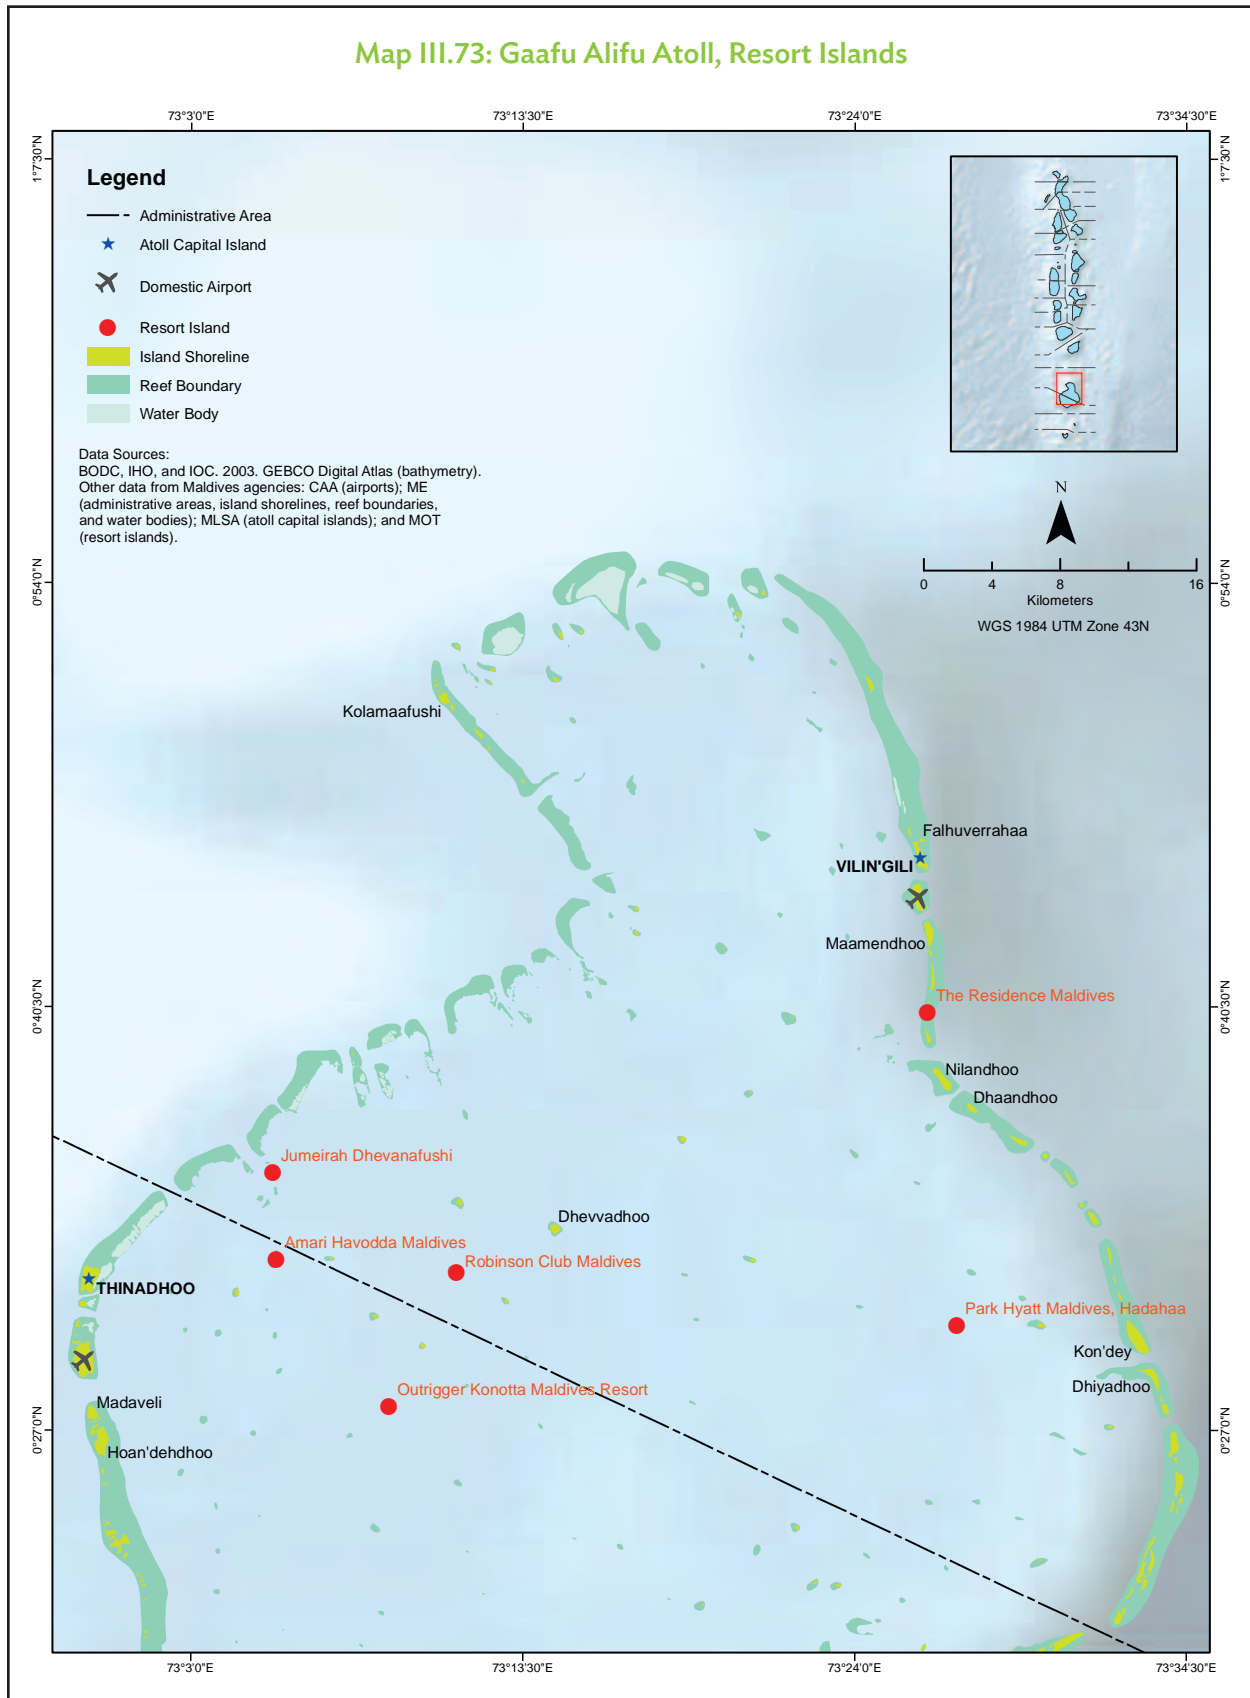 Map III.73: Gaafu Alifu Atoll, Resort Islands
73°3'0"E
73°13'30"E
73°24'0"E
73°34'30"E
1°7'30"N
1°7'30"N
Legend
Administrative Area
Atoll Capital Island
Domestic Airport
Resort Island
Island Shoreline
Reef Boundary
Water Body
Data Sources:
BODC, IHO, and IOC. 2003. GEBCO Digital Atlas (bathymetry).
Other data from Maldives agencies: CAA (airports); ME
(administrative areas, island shorelines, reef boundaries,
and water bodies); MLSA (atoll capital islands); and MOT
(resort islands).
N
0 4 8 16
Kilometers
WGS 1984 UTM Zone 43N
0°54'0"N
0°54'0"N
Kolamaafushi
Falhuverrahaa
VILIN'GILI
Maamendhoo
The Residence Maldives
0°40'30"N
0°40'30"N
Nilandhoo
Dhaandhoo
Jumeirah Dhevanafushi
Dhevvadhoo
Amari Havodda Maldives
Robinson Club Maldives
THINADHOO
Park Hyatt Maldives, Hadahaa
Kon'dey
Dhiyadhoo
Outrigger Konotta Maldives Resort
Madaveli
Hoan'dehdhoo
0°27'0"N
0°27'0"N
73°3'0"E
73°13'30"E
73°24'0"E
73°34'30"E